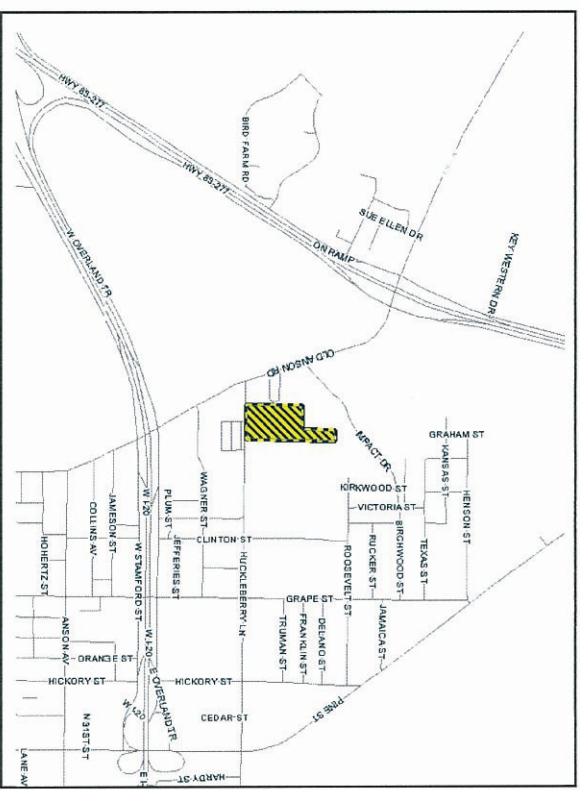 HWY 83-277
BIRD FARM RD
HWY 83-277
SUE ELLEN DR
ON RAMP
KEY WESTERN DR
W OVERLAND TR
OLD ANSON RD
IMPACT DR
GRAHAM ST
KANSAS ST
HENSON ST
KIRKWOOD ST
VICTORIA ST
WAGNER ST
PLUM ST
W I-20
JAMESON ST
COLLINS AV
HOHERTZ ST
W STAMFORD ST
JEFFERIES ST
CLINTON ST
HUCKLEBERRY LN
ROOSEVELT ST
RUCKER ST
BIRCHWOOD ST
TEXAS ST
GRAPE ST
TRUMAN ST
FRANKLIN ST
DELANO ST
JAMAICA ST
ANSON AV
ORANGE ST
W I-20
E OVERLAND TR
HICKORY ST
HICKORY ST
PINE ST
W I-20
CEDAR ST
N 31ST ST
LANE AV
E I-
HARDY ST